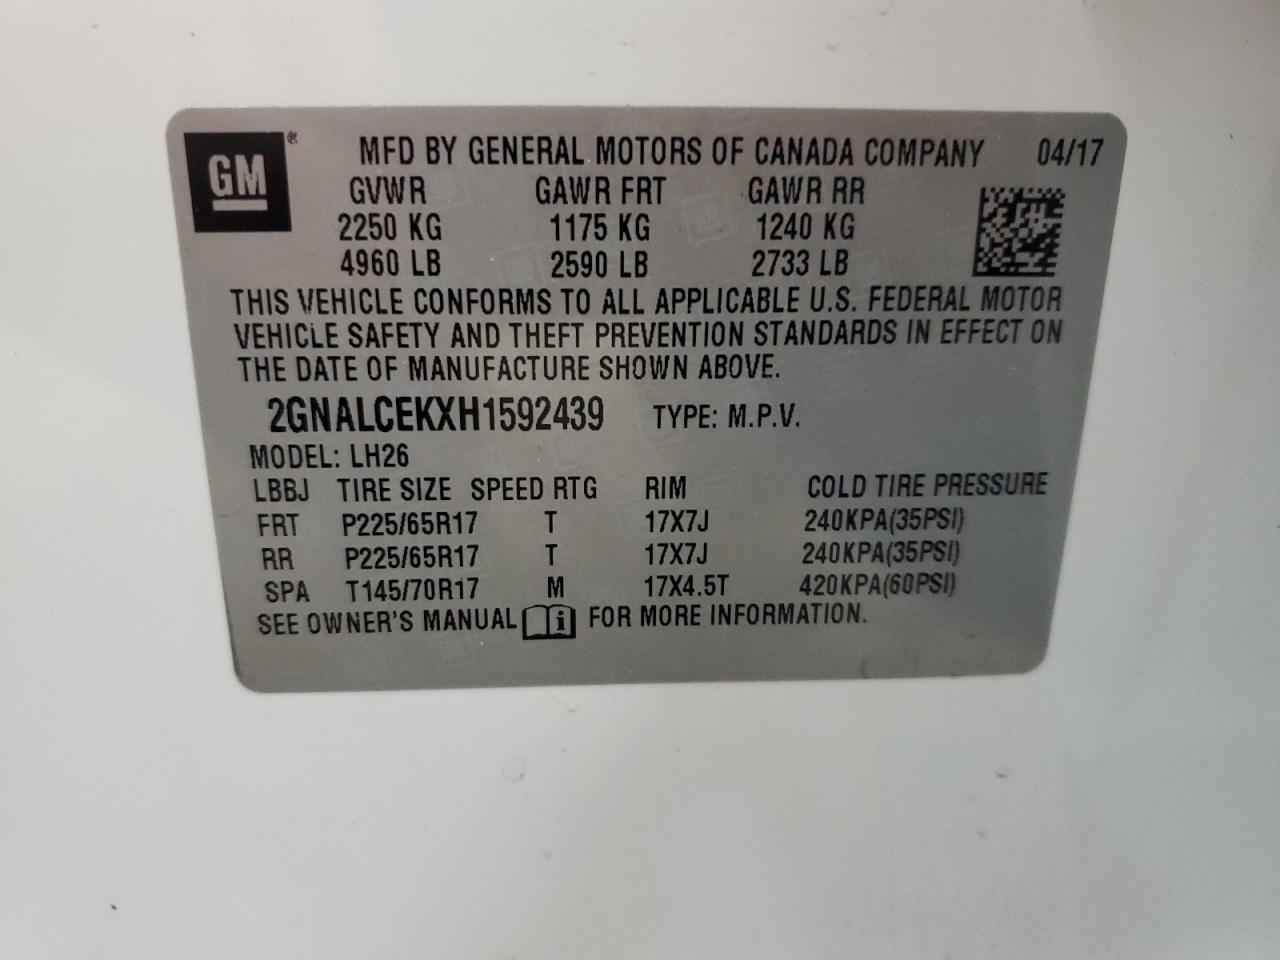 GM® MFD BY GENERAL MOTORS OF CANADA COMPANY 04/17
GVWR GAWR FRT GAWR RR
2250 KG 1175 KG 1240 KG
4960 LB 2590 LB 2733 LB
THIS VEHICLE CONFORMS TO ALL APPLICABLE U.S. FEDERAL MOTOR
VEHICLE SAFETY AND THEFT PREVENTION STANDARDS IN EFFECT ON
THE DATE OF MANUFACTURE SHOWN ABOVE.
2GNALCEKXH1592439 TYPE: M.P.V.
MODEL: LH26
LBBJ TIRE SIZE SPEED RTG RIM COLD TIRE PRESSURE
FRT P225/65R17 T 17X7J 240KPA(35PSI)
RR P225/65R17 T 17X7J 240KPA(35PSI)
SPA T145/70R17 M 17X4.5T 420KPA(60PSI)
SEE OWNER'S MANUAL i FOR MORE INFORMATION.